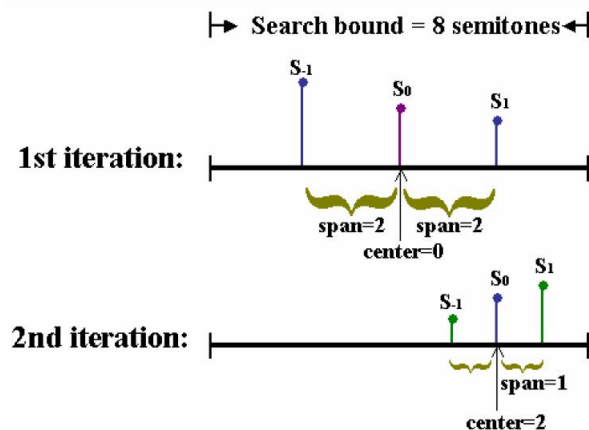 Search bound = 8 semitones
S-1
S0
S1
1st iteration:
span=2
span=2
center=0
S-1
S0
S1
2nd iteration:
span=1
center=2